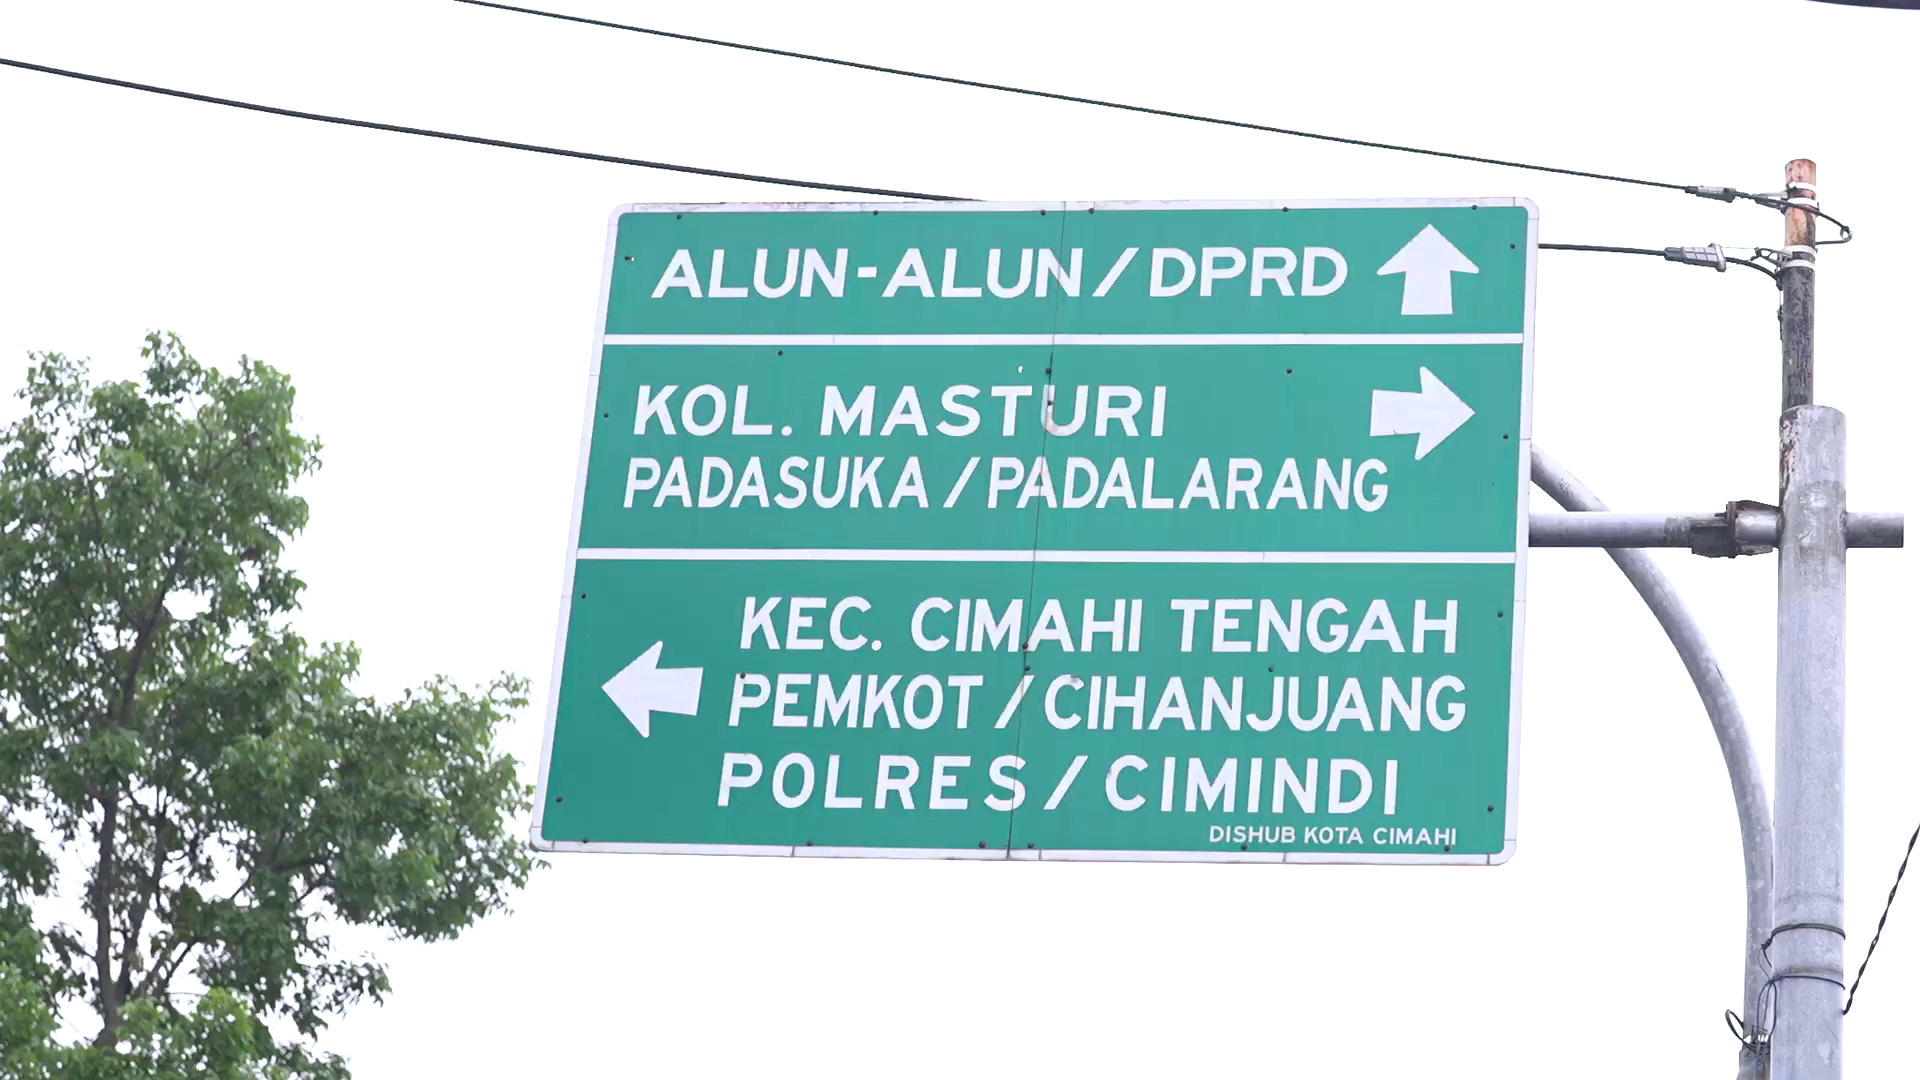 ALUN-ALUN/DPRD
KOL. MASTURI
PADASUKA/PADALARANG
KEC. CIMAHI TENGAH
PEMKOT/CIHANJUANG
POLRES/CIMINDI
DISHUB KOTA CIMAHI